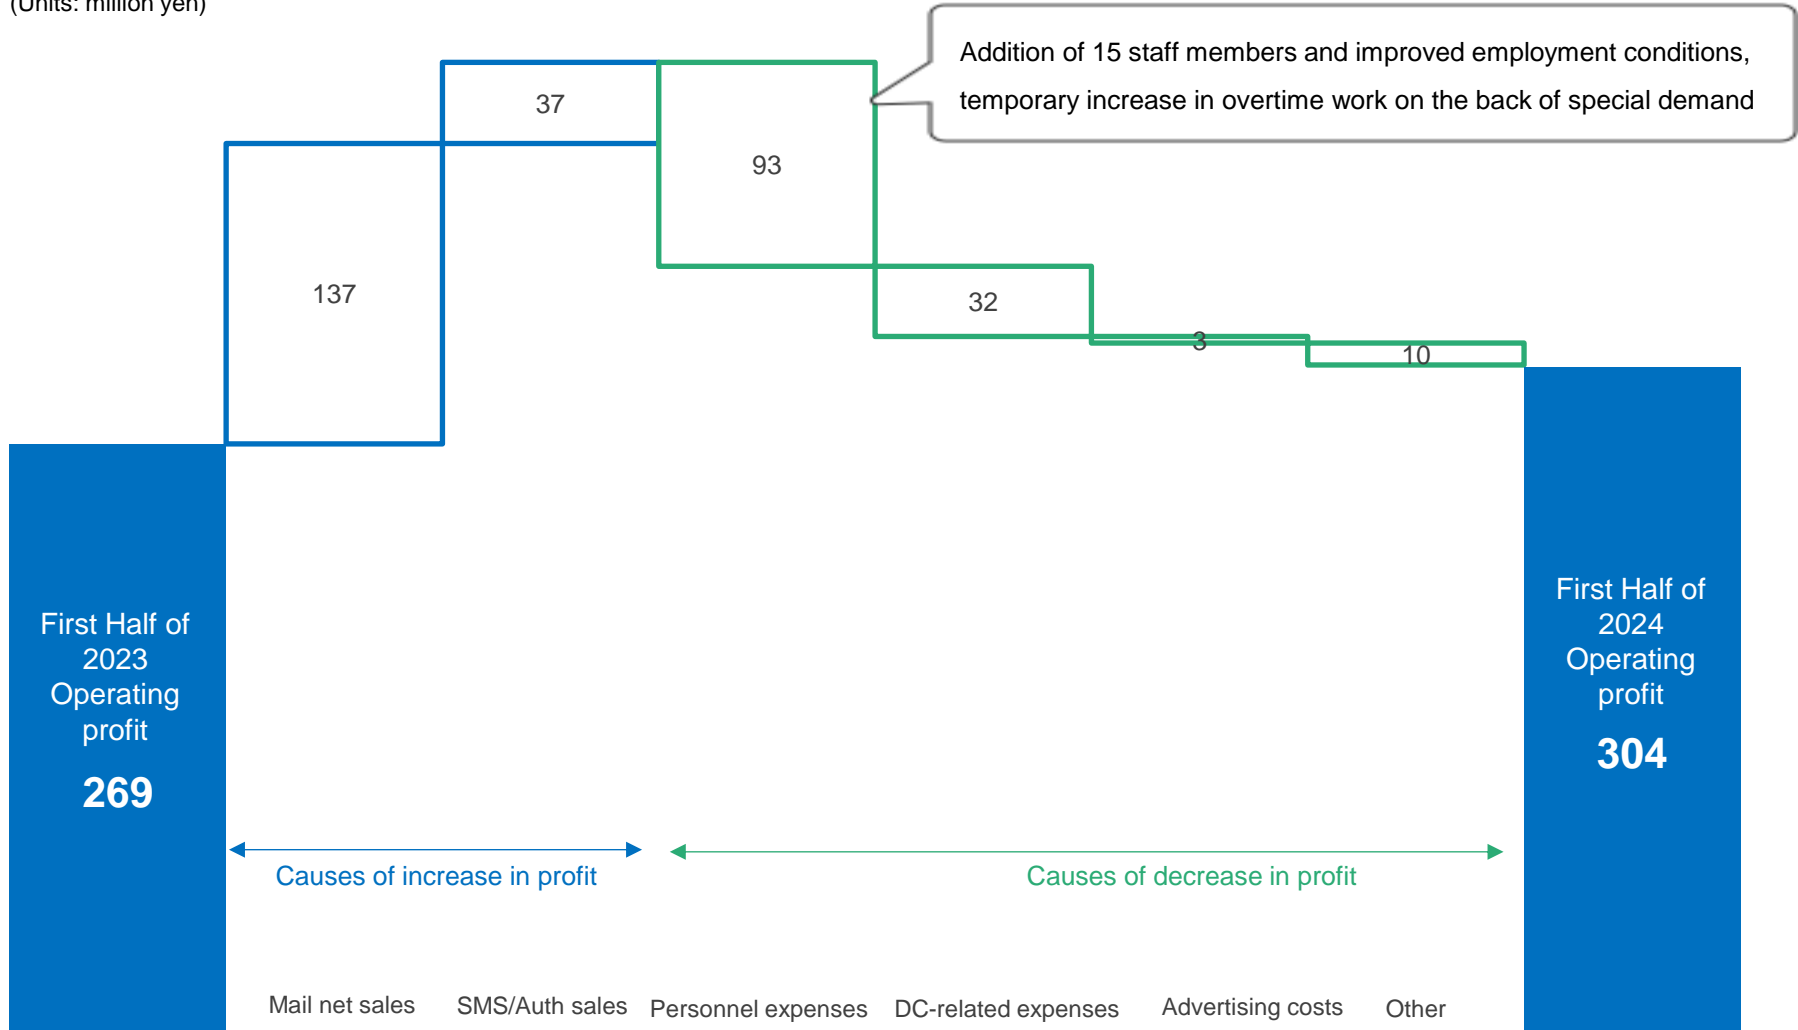 (Units: million yen)
Addition of 15 staff members and improved employment conditions,
temporary increase in overtime work on the back of special demand
37
93
137
32
3
10
First Half of
2023
Operating
profit
269
First Half of
2024
Operating
profit
304
Causes of increase in profit
Causes of decrease in profit
Mail net sales
SMS/Auth sales
Personnel expenses
DC-related expenses
Advertising costs
Other